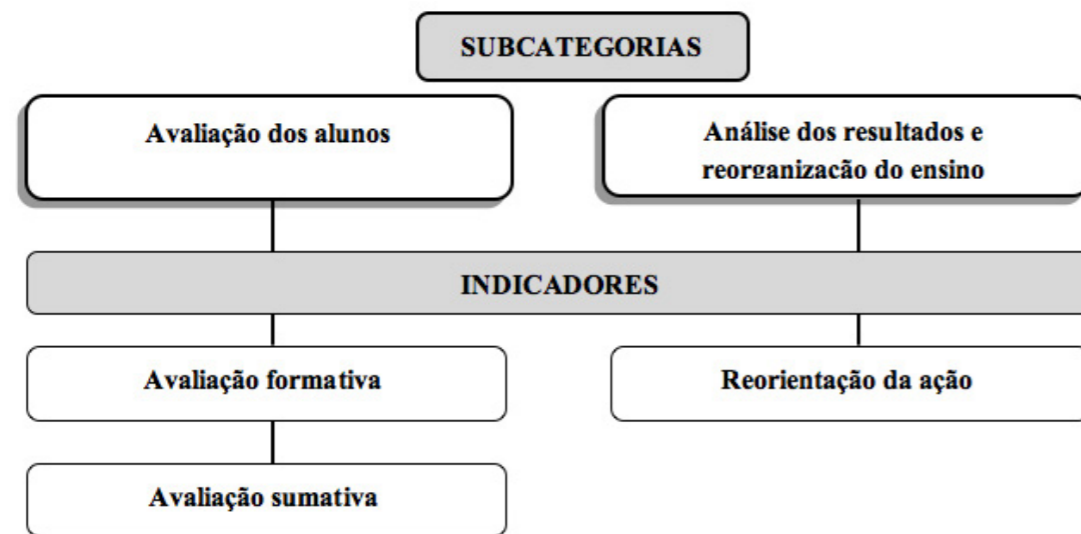 SUBCATEGORIAS
Avaliação dos alunos
Análise dos resultados e
reorganização do ensino
INDICADORES
Avaliação formativa
Reorientação da ação
Avaliação sumativa